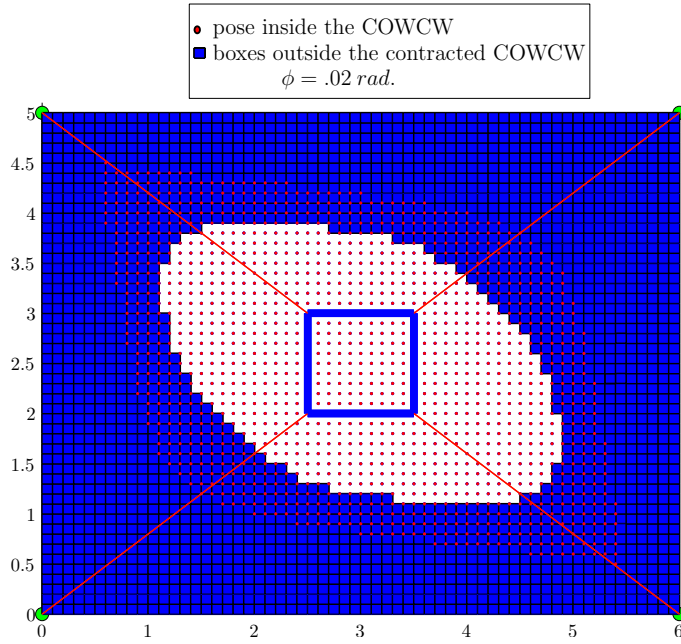 pose inside the COWCW
boxes outside the contracted COWCW
ϕ = .02 rad.
5
4.5
4
3.5
3
2.5
2
1.5
1
0.5
0
0 1 2 3 4 5 6